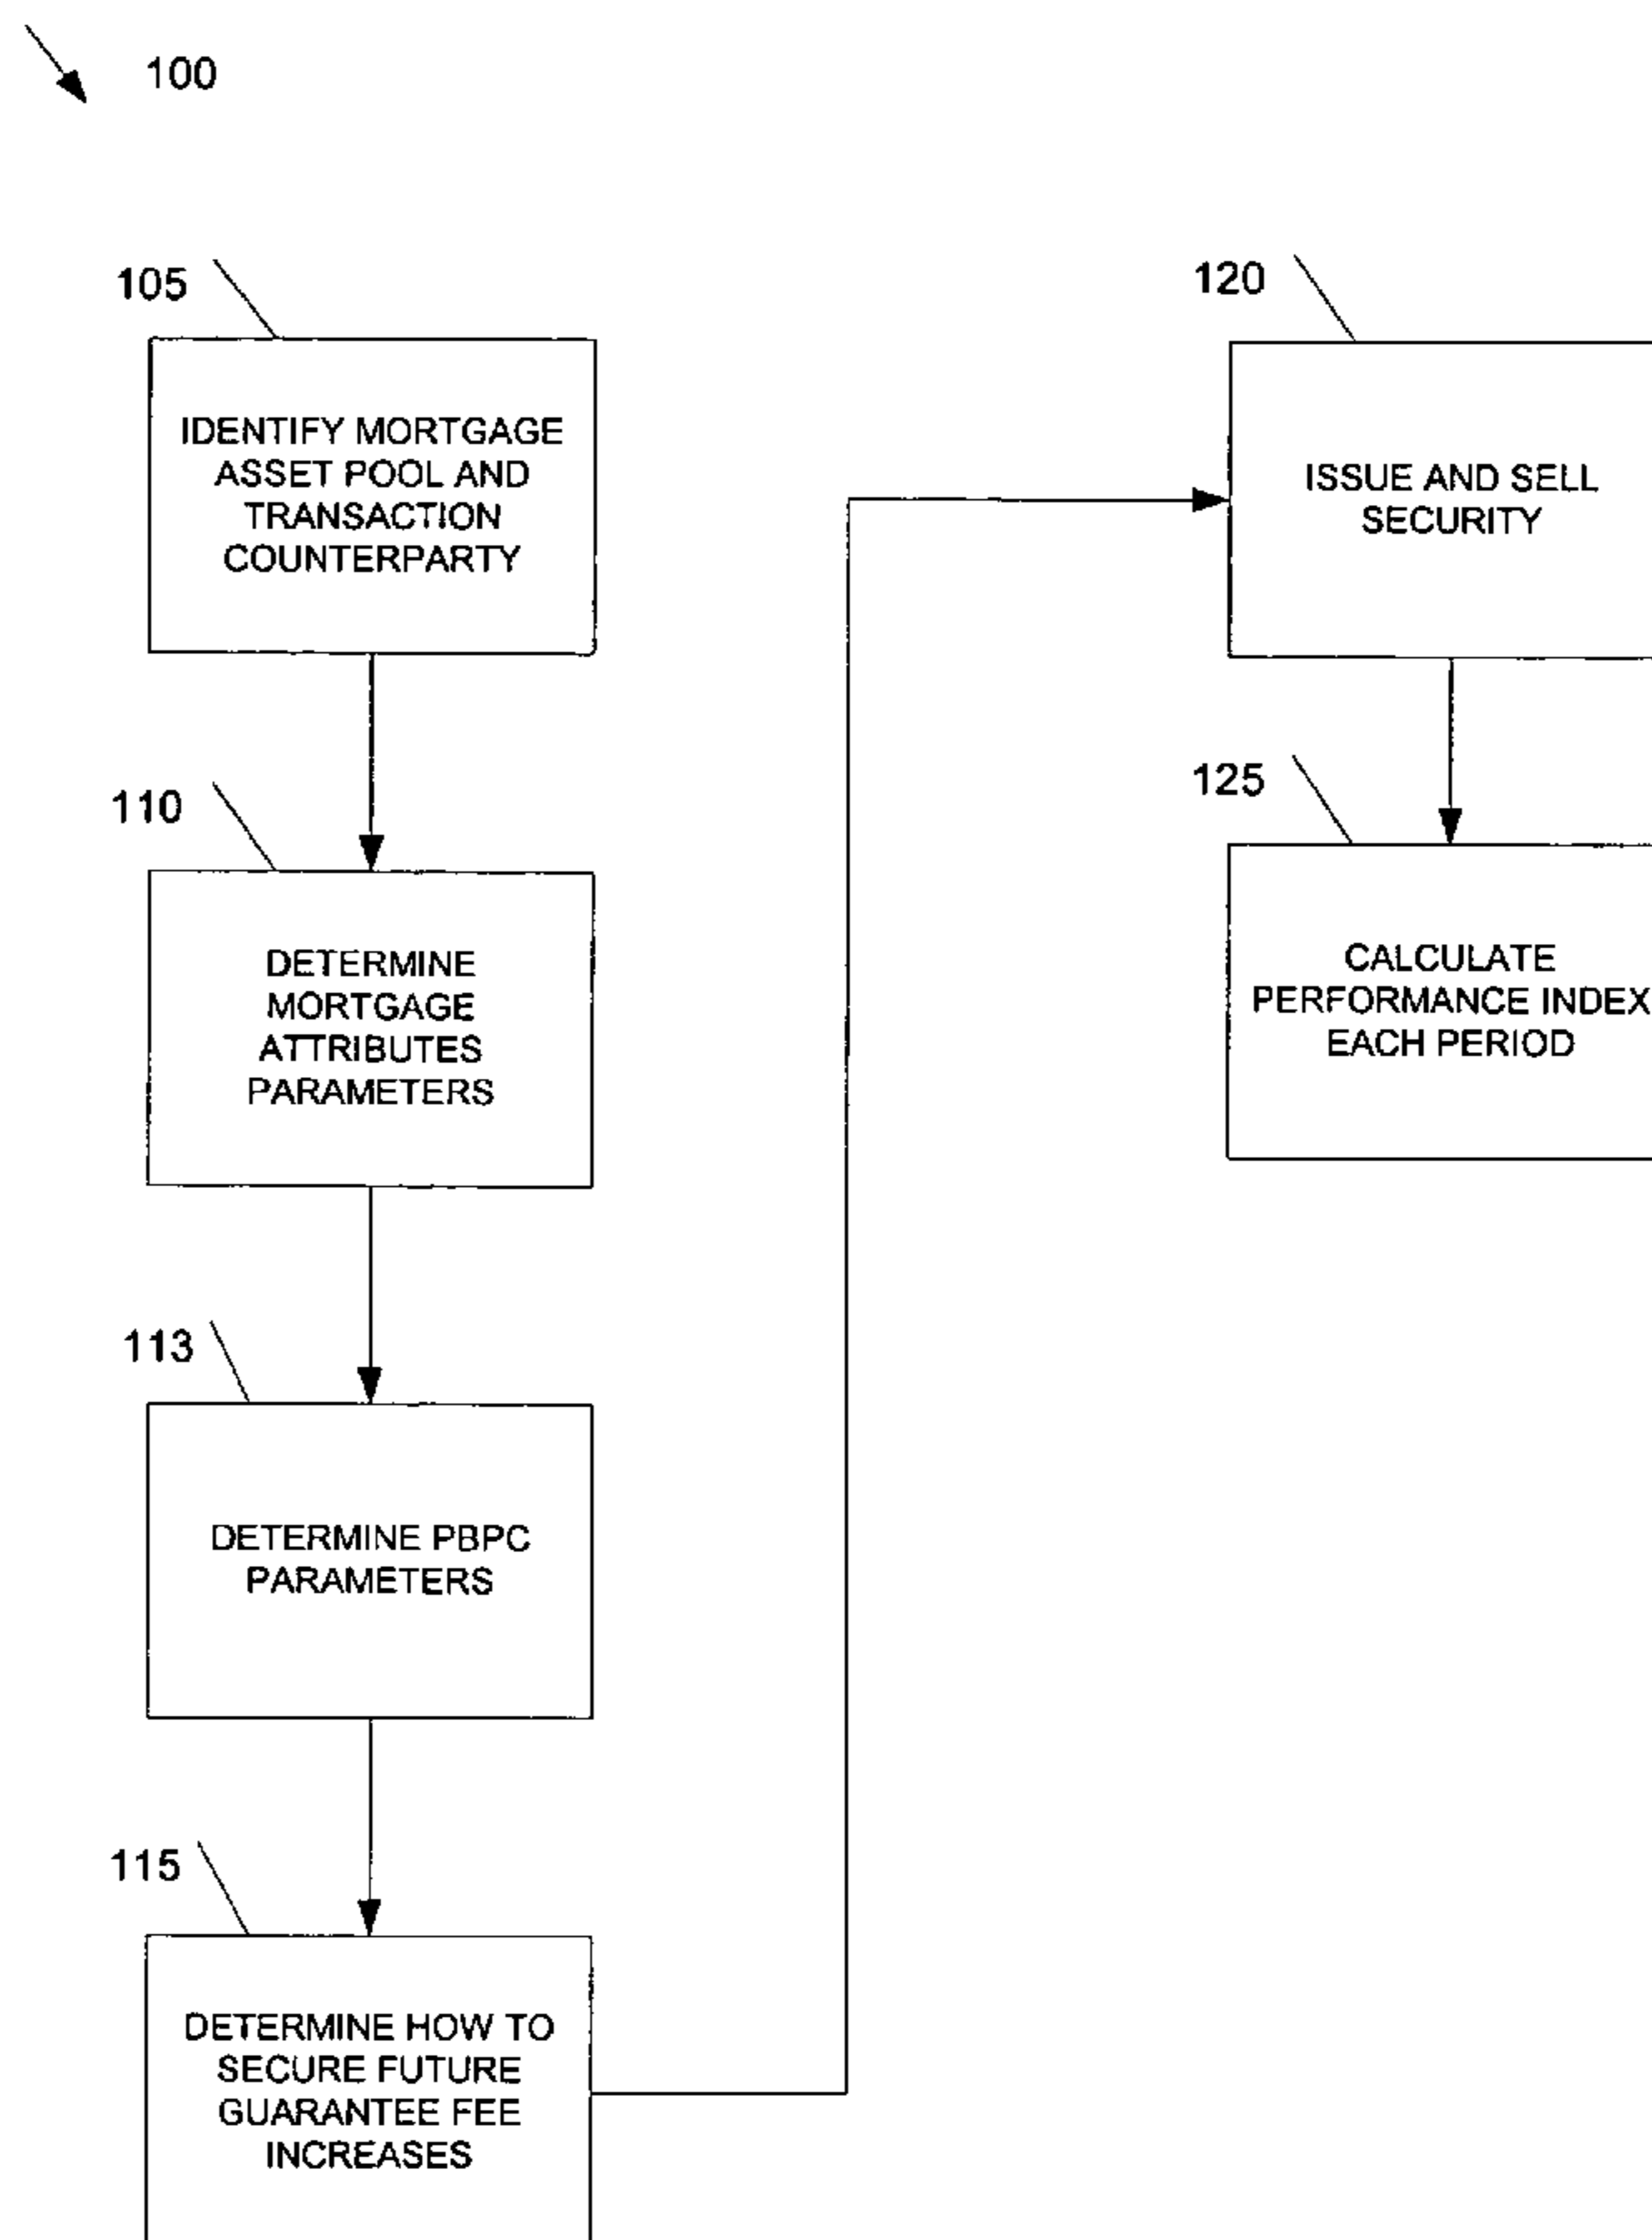 100
105
IDENTIFY MORTGAGE
ASSET POOL AND
TRANSACTION
COUNTERPARTY
110
DETERMINE
MORTGAGE
ATTRIBUTES
PARAMETERS
113
DETERMINE PBPC
PARAMETERS
115
DETERMINE HOW TO
SECURE FUTURE
GUARANTEE FEE
INCREASES
120
ISSUE AND SELL
SECURITY
125
CALCULATE
PERFORMANCE INDEX
EACH PERIOD